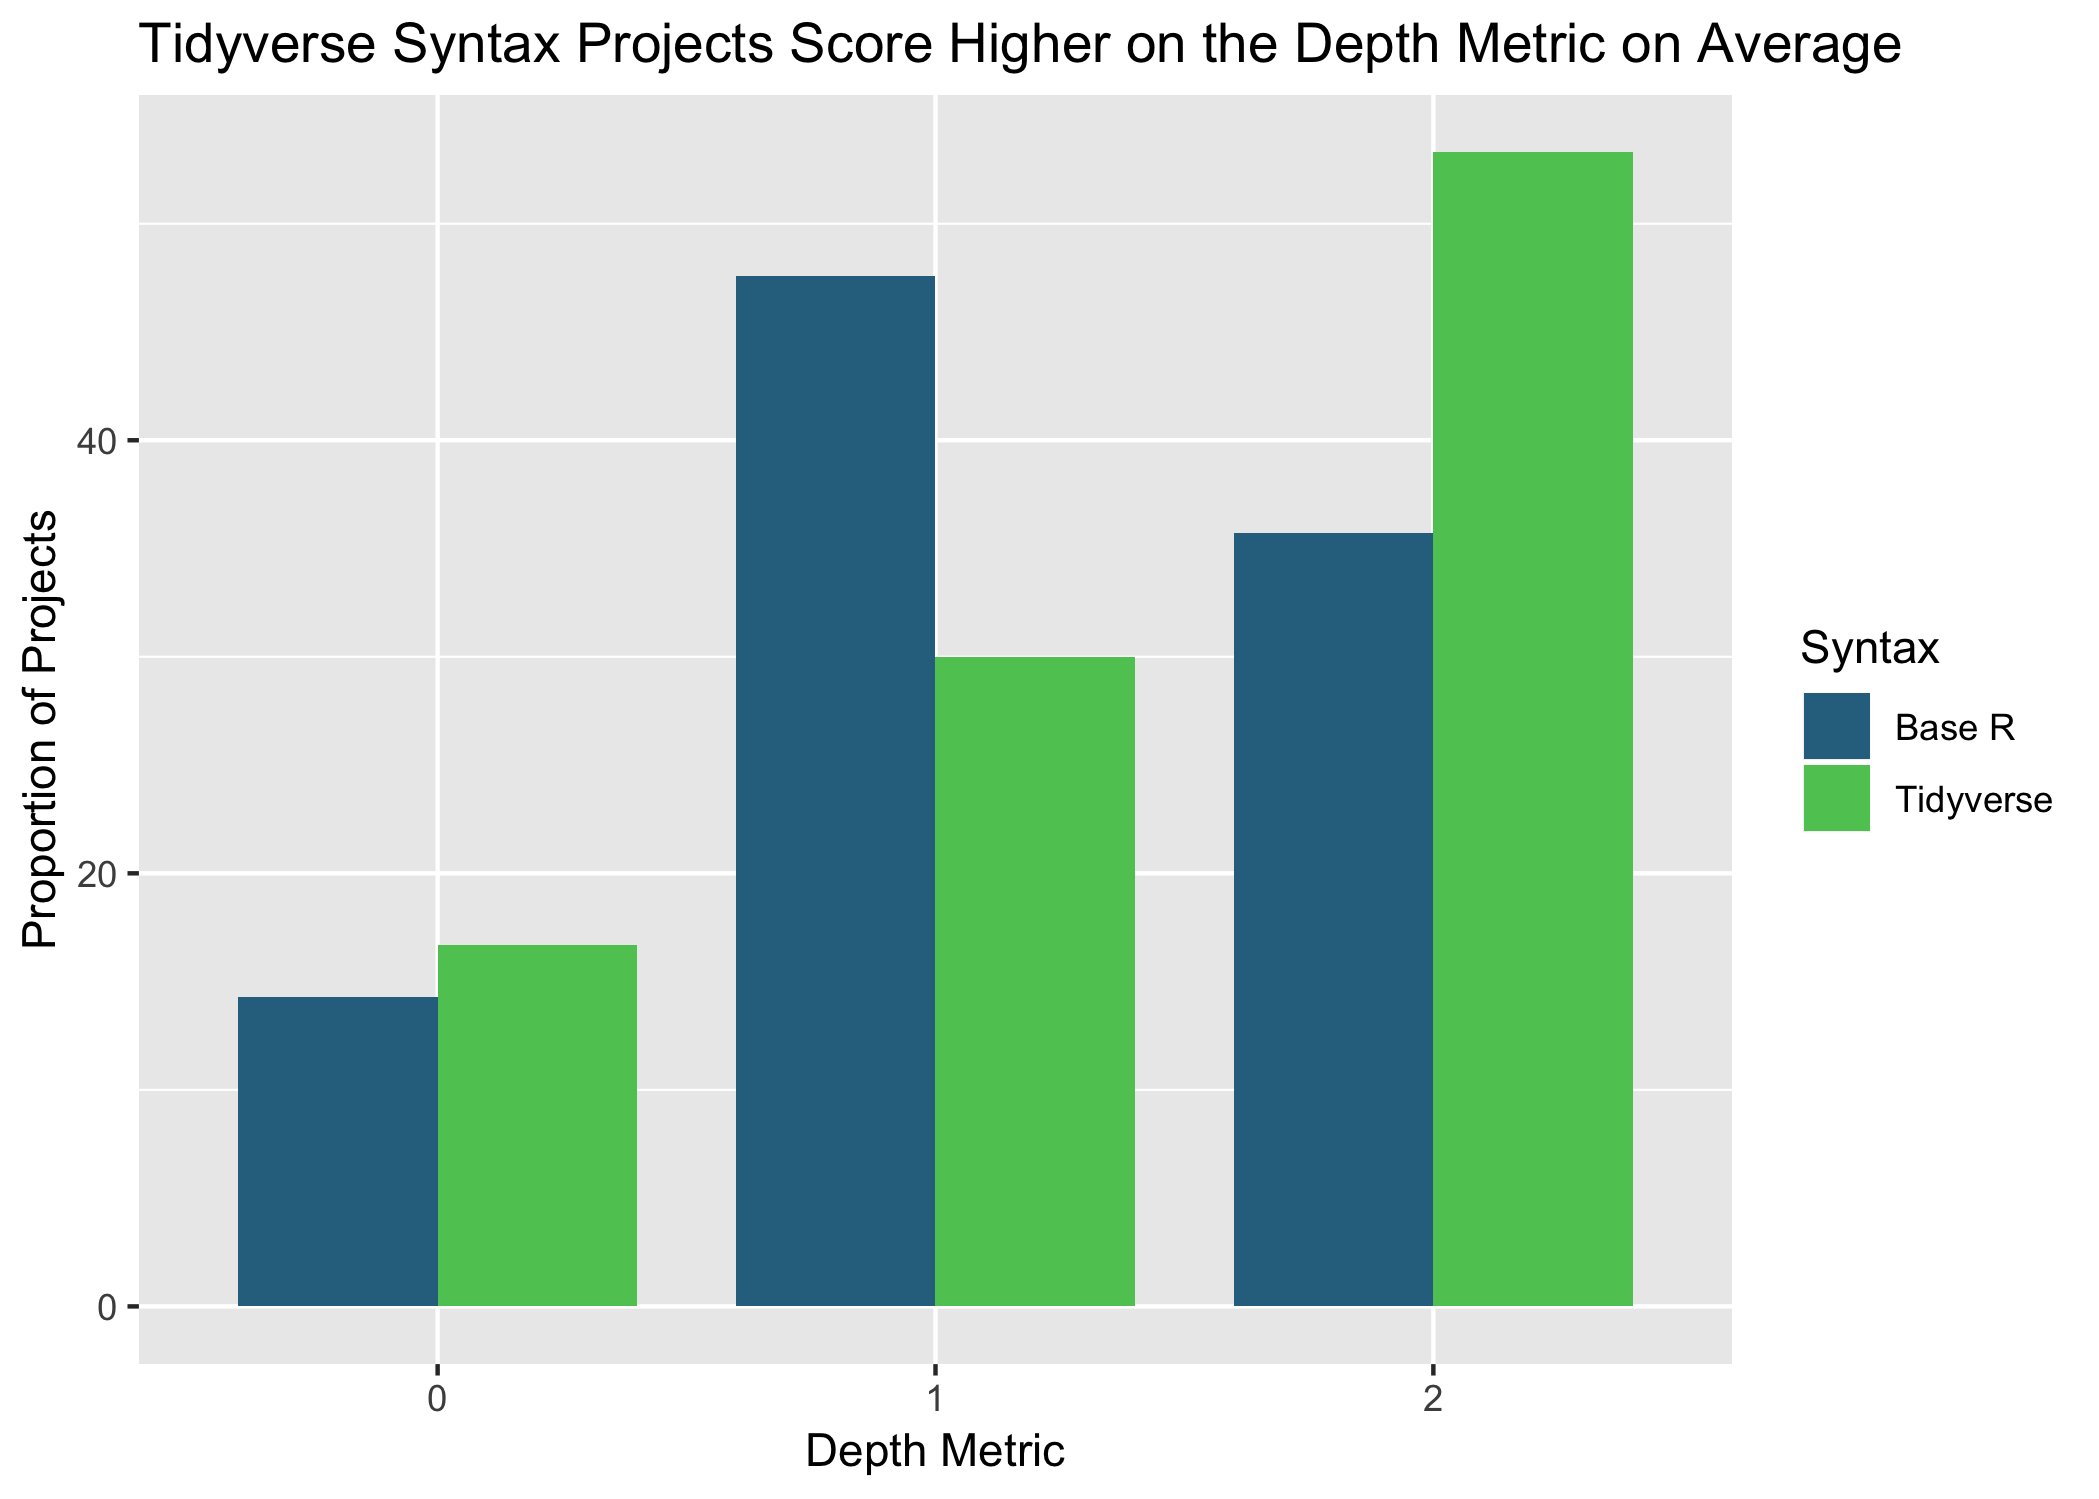 Tidyverse Syntax Projects Score Higher on the Depth Metric on Average
Proportion of Projects
40
20
0
0
1
2
Depth Metric
Syntax
Base R
Tidyverse